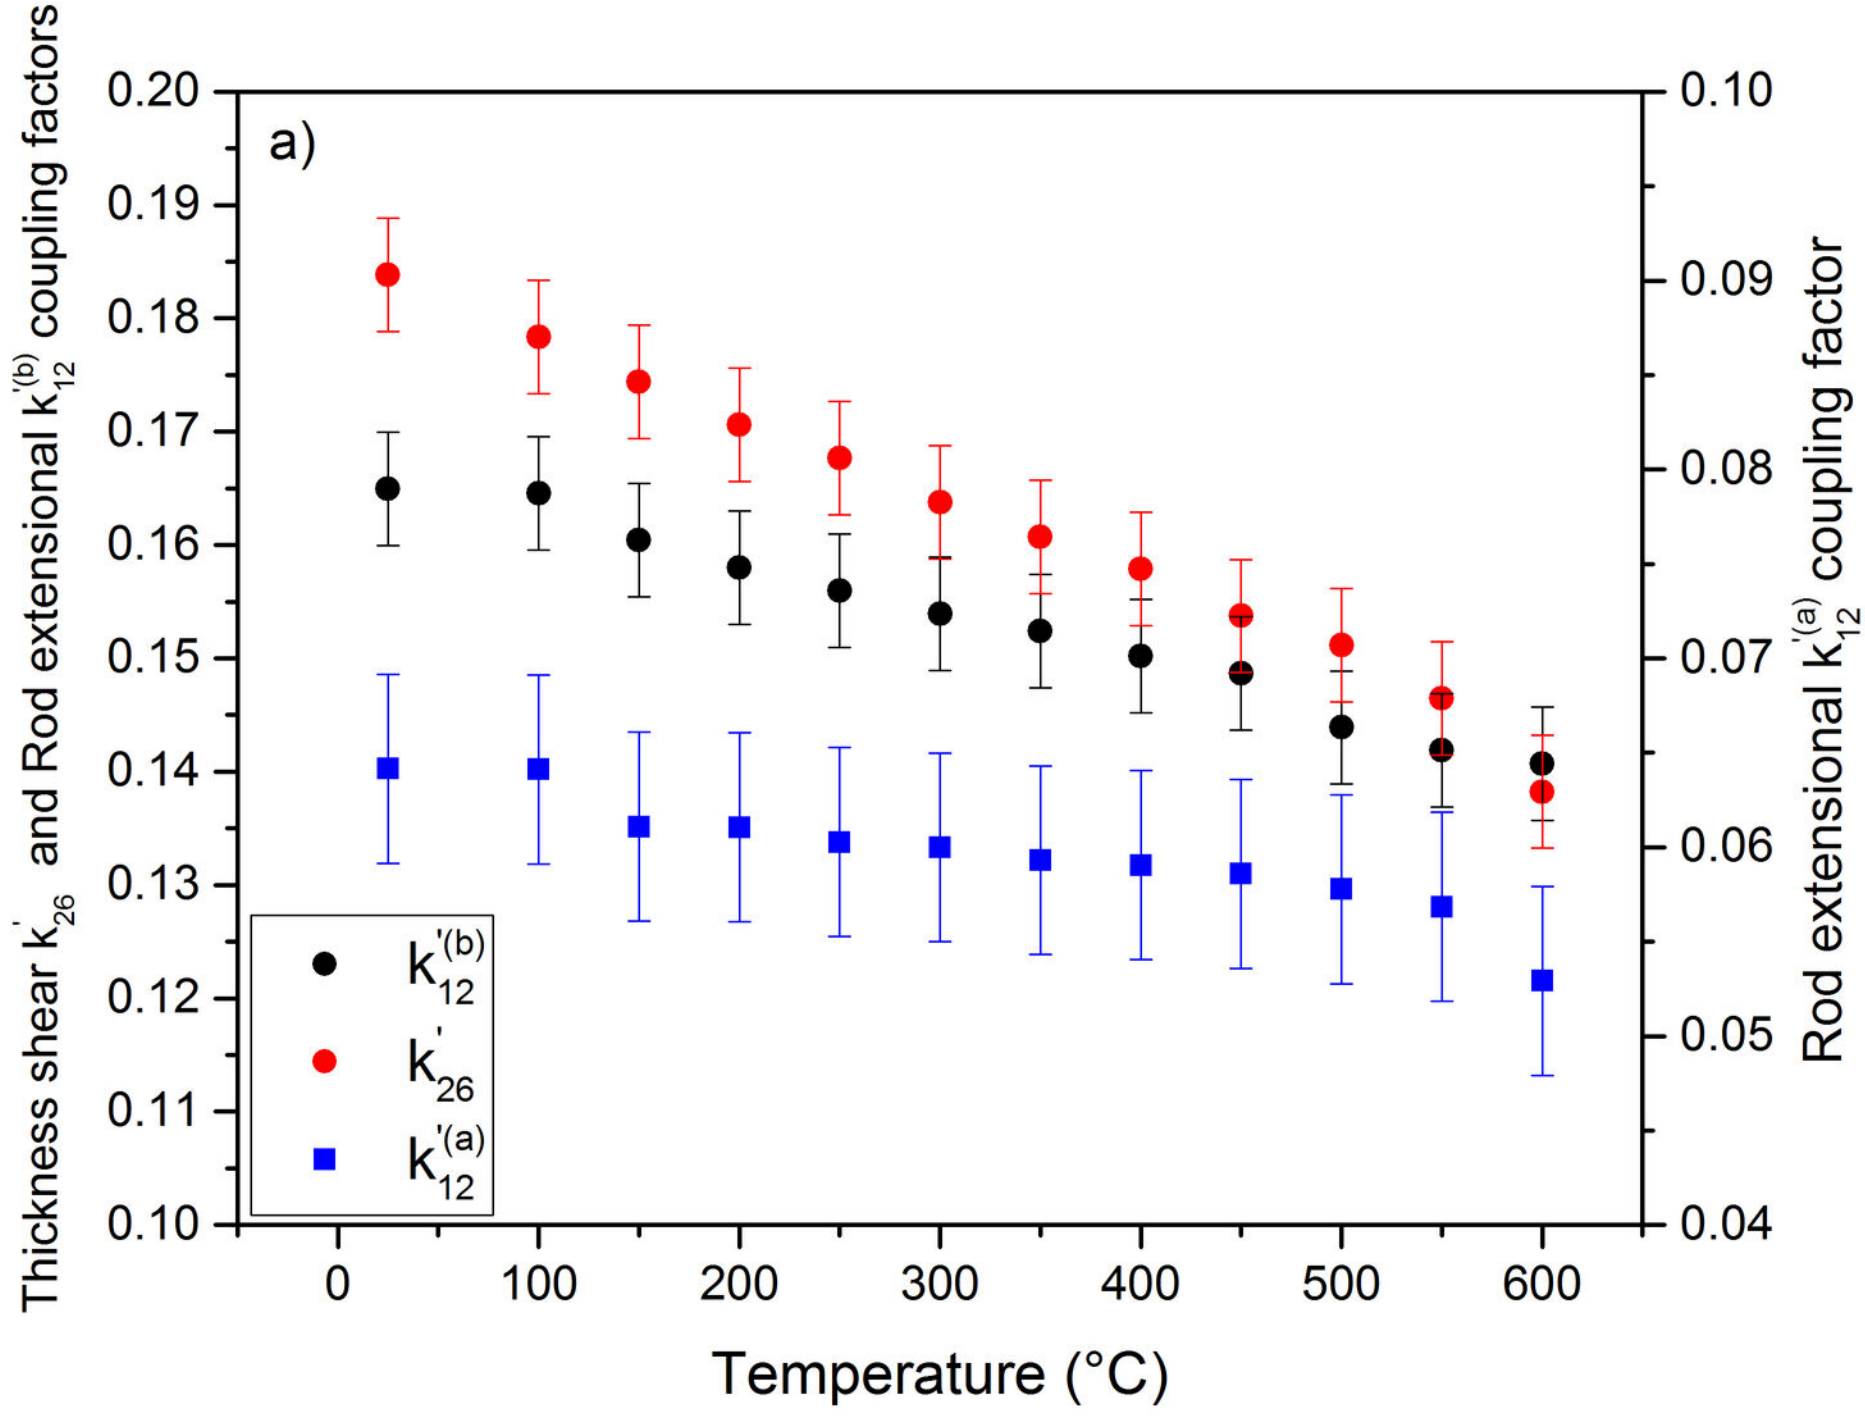 Thickness shear k'26 and Rod extensional k'(b)12 coupling factors
0.20
0.19
0.18
0.17
0.16
0.15
0.14
0.13
0.12
0.11
0.10
a)
k'(b)12
k'26
k'(a)12
0 100 200 300 400 500 600
Temperature (°C)
0.10
0.09
0.08
0.07
0.06
0.05
0.04
Rod extensional k'(a)12 coupling factor